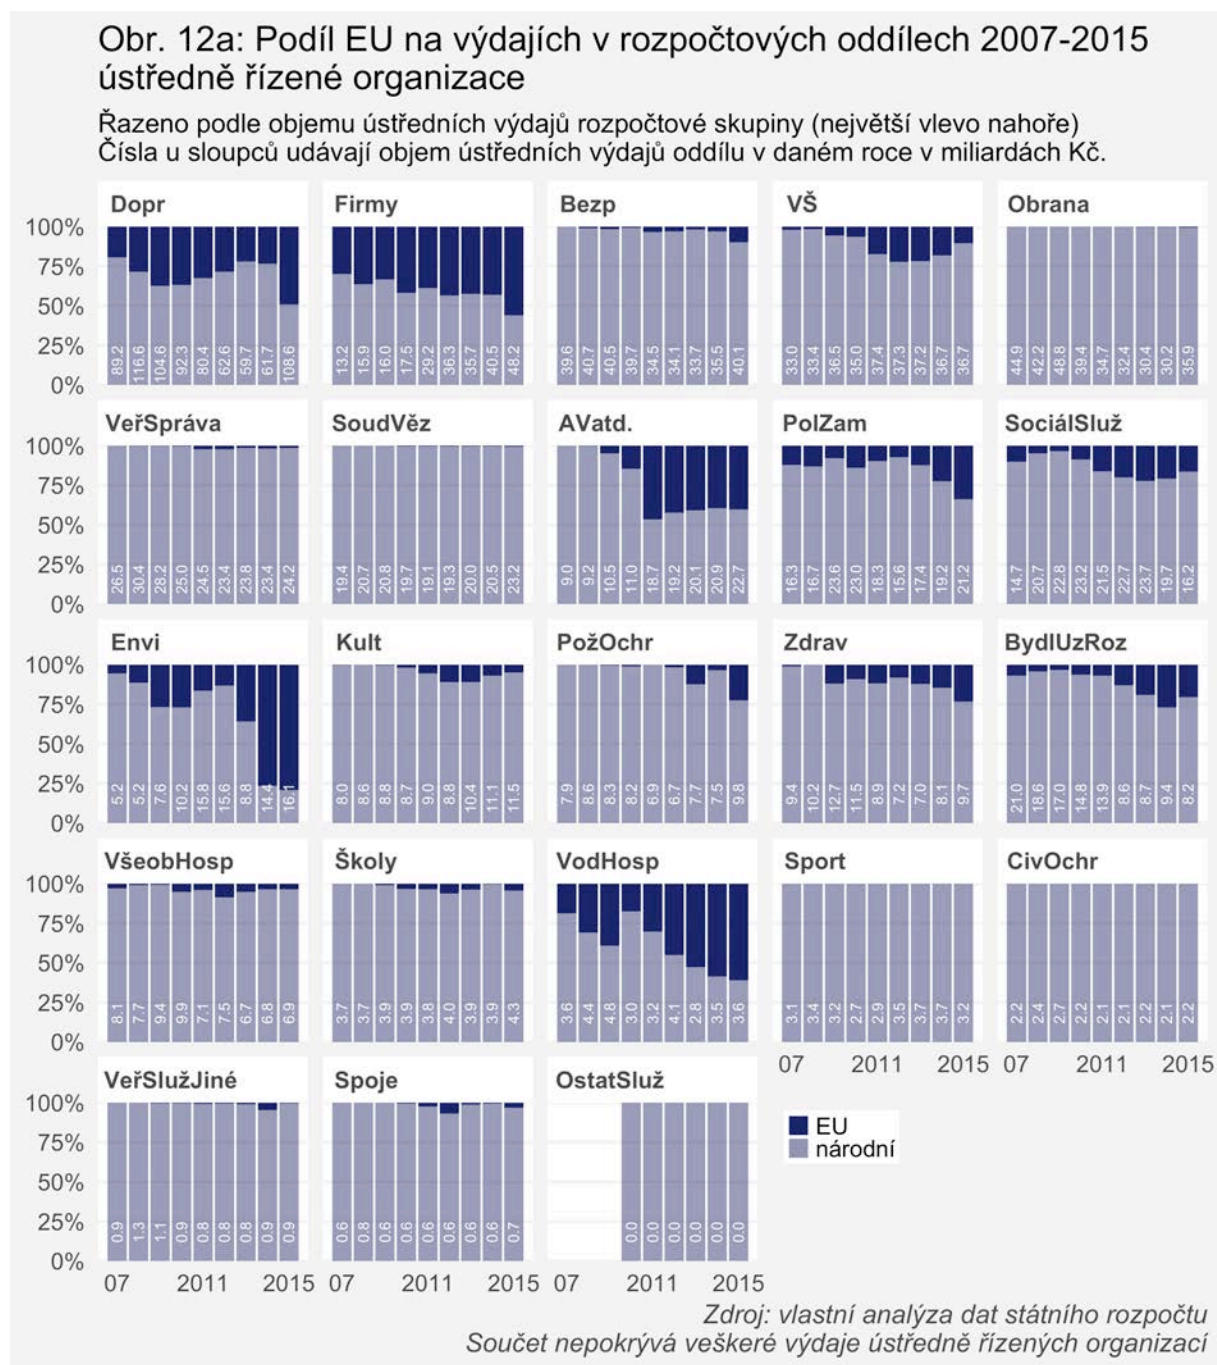 Obr. 12a: Podíl EU na výdajích v rozpočtových oddílech 2007-2015
ústředně řízené organizace
Řazeno podle objemu ústředních výdajů rozpočtové skupiny (největší vlevo nahoře)
Čísla u sloupců udávají objem ústředních výdajů oddílu v daném roce v miliardách Kč.
Dopr Firmy Bezp VŠ Obrana
100%
75%
50%
25%
0%
89.2 116.6 104.6 92.3 80.4 62.6 59.7 61.7 108.6
13.2 15.9 16.0 17.5 29.2 36.3 35.7 40.5 48.2
39.6 40.7 40.5 39.7 34.5 34.1 33.7 35.5 40.1
33.0 33.4 36.5 35.0 37.4 37.3 37.2 36.7 36.7
44.9 42.2 48.8 39.4 34.7 32.4 30.4 30.2 35.9
VeřSpráva SoudVěz AVatd. PolZam SociálSluž
100%
75%
50%
25%
0%
26.5 30.4 28.2 25.0 24.5 23.4 23.8 23.4 24.2
19.4 20.7 20.8 19.7 19.1 19.3 20.0 20.5 23.2
9.0 9.2 10.5 11.0 18.7 19.2 20.1 20.9 22.7
16.3 16.7 23.6 23.0 18.3 15.6 17.4 19.2 21.2
14.7 20.7 22.8 23.2 21.5 22.7 23.7 19.7 16.2
Envi Kult PožOchr Zdrav BydlUzRoz
100%
75%
50%
25%
0%
5.2 5.2 7.6 10.2 15.8 15.6 8.8 14.4 16.1
8.0 8.6 8.8 8.7 9.0 8.8 10.4 11.1 11.5
7.9 8.6 8.3 8.2 6.9 6.7 7.7 7.5 9.8
9.4 10.2 12.7 11.5 8.9 7.2 7.0 8.1 9.7
21.0 18.6 17.0 14.8 13.9 8.6 8.7 9.4 8.2
VšeobHosp Školy VodHosp Sport CivOchr
100%
75%
50%
25%
0%
8.1 7.7 9.4 9.9 7.1 7.5 6.7 6.8 6.9
3.7 3.7 3.9 3.9 3.8 4.0 3.9 3.9 4.3
3.6 4.4 4.8 3.0 3.2 4.1 2.8 3.5 3.6
3.1 3.4 3.2 2.7 2.9 3.5 3.7 3.7 3.2
2.2 2.4 2.7 2.2 2.1 2.1 2.2 2.1 2.2
07 2011 2015 07 2011 2015
VeřSlužJiné Spoje OstatSluž
100%
75%
50%
25%
0%
0.9 1.3 1.1 0.9 0.8 0.8 0.8 0.9 0.9
0.6 0.8 0.6 0.6 0.6 0.6 0.6 0.6 0.7
0.0 0.0 0.0 0.0 0.0 0.0
07 2011 2015 07 2011 2015 07 2011 2015
EU
národní
Zdroj: vlastní analýza dat státního rozpočtu
Součet nepokrývá veškeré výdaje ústředně řízených organizací